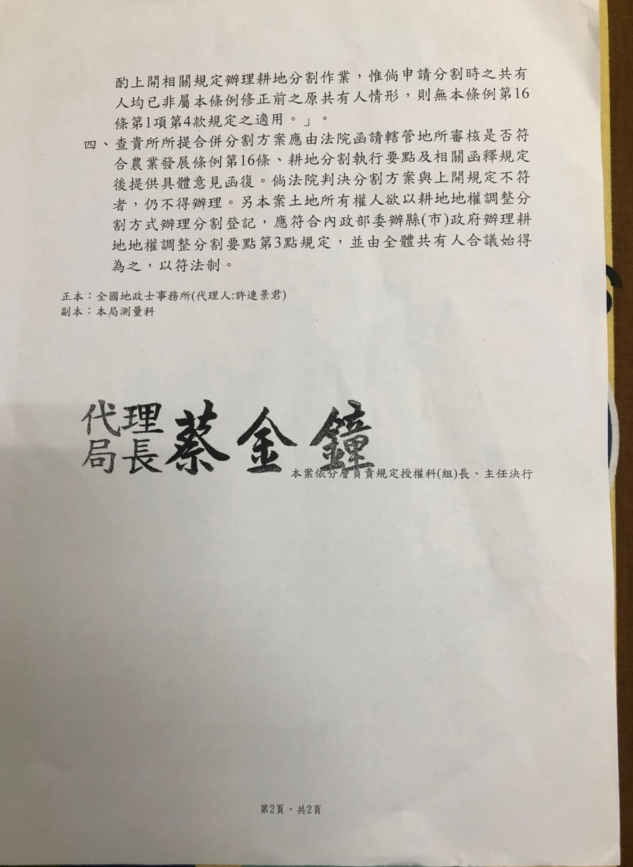 酌上開相關規定辦理耕地分割作業，惟倘申請分割時之共有
人均已非屬本條例修正前之原共有人情形，則無本條例第16
條第1項第4款規定之適用。」。
四、查貴所所提合併分割方案應由法院函請轄管地所審核是否符
合農業發展條例第16條、耕地分割執行要點及相關函釋規定
後提供具體意見函復。倘法院判決分割方案與上開規定不符
者，仍不得辦理。另本案土地所有權人欲以耕地地權調整分
割方式辦理分割登記，應符合內政部委辦縣(市)政府辦理耕
地地權調整分割要點第3點規定，並由全體共有人合議始得
為之，以符法制。
正本：全國地政士事務所(代理人:許連景君)
副本：本局測量科
代理局長蔡金鐘
本案依分層負責規定授權科(組)長、主任決行
第2頁，共2頁